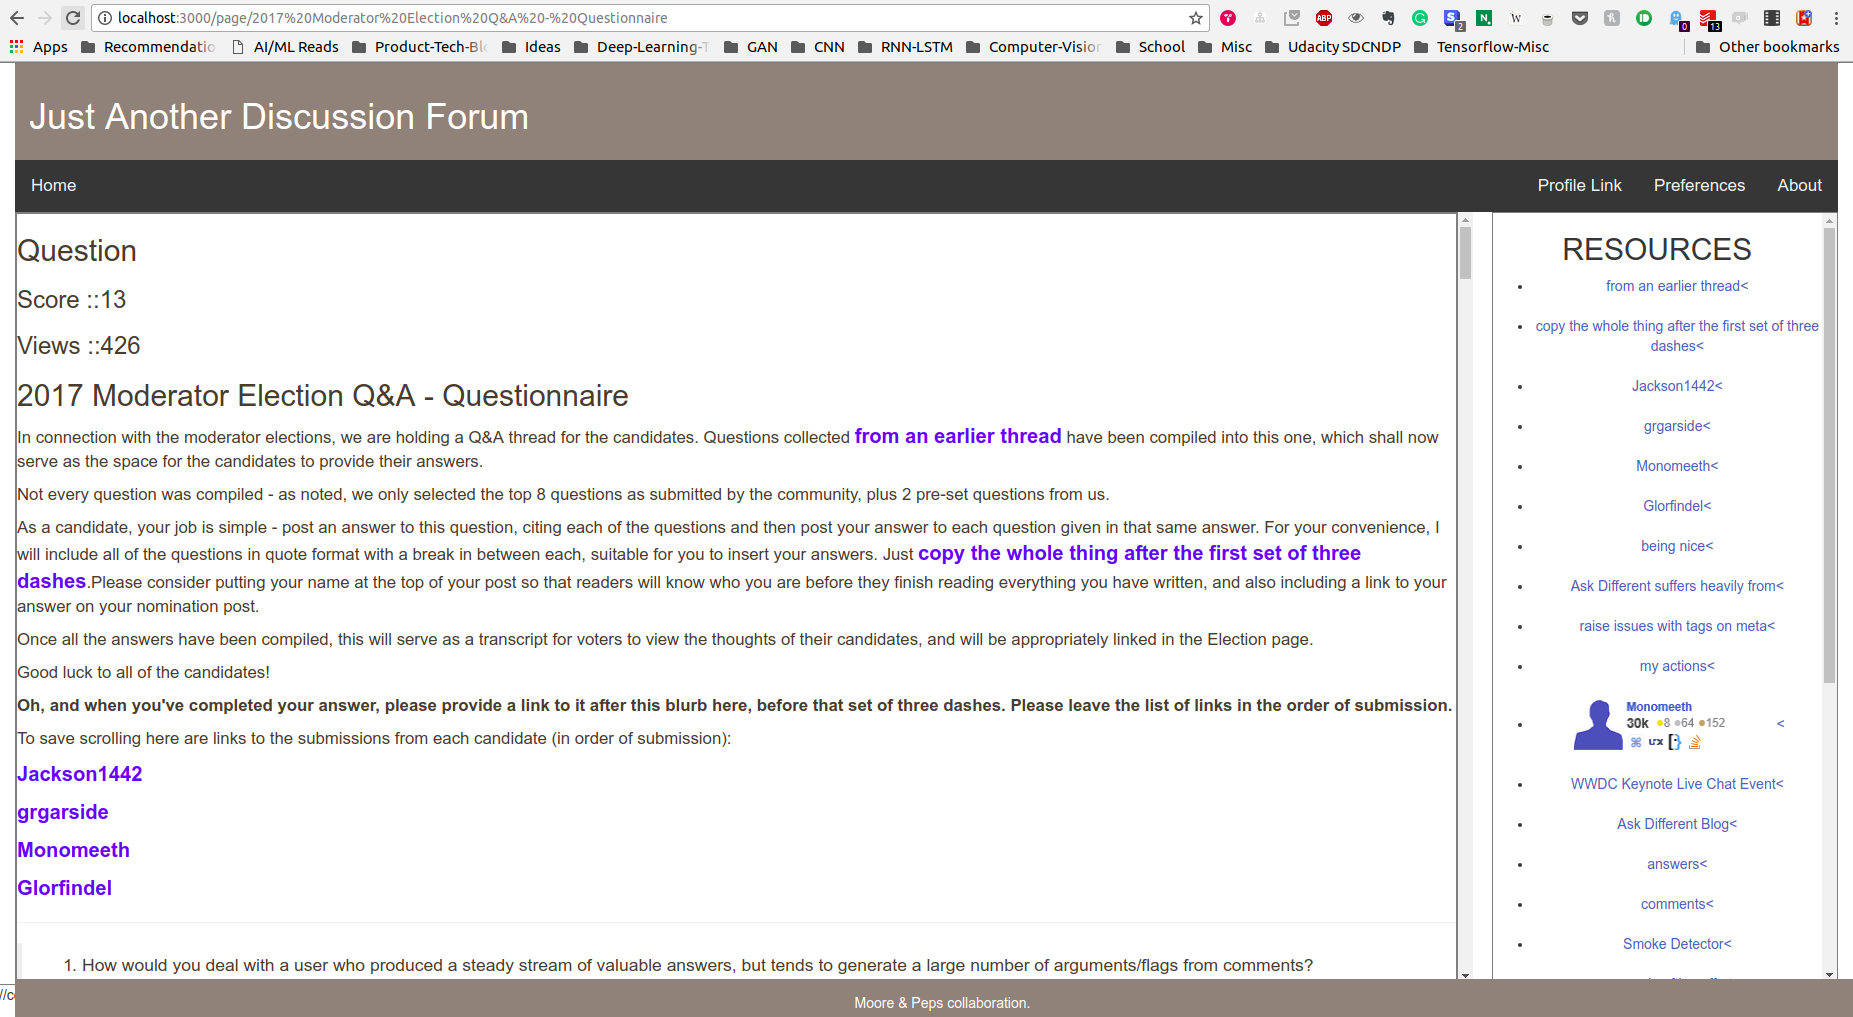 localhost:3000/page/2017%20Moderator%20Election%20Q&A%20-%20Questionnaire
ABP
G
S
2
N
W
0
13
Apps Recommendatio AI/ML Reads Product-Tech-Bl Ideas Deep-Learning-T GAN CNN RNN-LSTM Computer-Vision School Misc Udacity SDCNDP Tensorflow-Misc Other bookmarks
Just Another Discussion Forum
Home Profile Link Preferences About
Question
Score ::13
Views ::426
2017 Moderator Election Q&A - Questionnaire
In connection with the moderator elections, we are holding a Q&A thread for the candidates. Questions collected from an earlier thread have been compiled into this one, which shall now
serve as the space for the candidates to provide their answers.
Not every question was compiled - as noted, we only selected the top 8 questions as submitted by the community, plus 2 pre-set questions from us.
As a candidate, your job is simple - post an answer to this question, citing each of the questions and then post your answer to each question given in that same answer. For your convenience, I
will include all of the questions in quote format with a break in between each, suitable for you to insert your answers. Just copy the whole thing after the first set of three
dashes.Please consider putting your name at the top of your post so that readers will know who you are before they finish reading everything you have written, and also including a link to your
answer on your nomination post.
Once all the answers have been compiled, this will serve as a transcript for voters to view the thoughts of their candidates, and will be appropriately linked in the Election page.
Good luck to all of the candidates!
Oh, and when you've completed your answer, please provide a link to it after this blurb here, before that set of three dashes. Please leave the list of links in the order of submission.
To save scrolling here are links to the submissions from each candidate (in order of submission):
Jackson1442
grgarside
Monomeeth
Glorfindel
1. How would you deal with a user who produced a steady stream of valuable answers, but tends to generate a large number of arguments/flags from comments?
RESOURCES
from an earlier thread<
copy the whole thing after the first set of three
dashes<
Jackson1442<
grgarside<
Monomeeth<
Glorfindel<
being nice<
Ask Different suffers heavily from<
raise issues with tags on meta<
my actions<
Monomeeth
30k 8 64 152
<
WWDC Keynote Live Chat Event<
Ask Different Blog<
answers<
comments<
Smoke Detector<
//co
Moore & Peps collaboration.